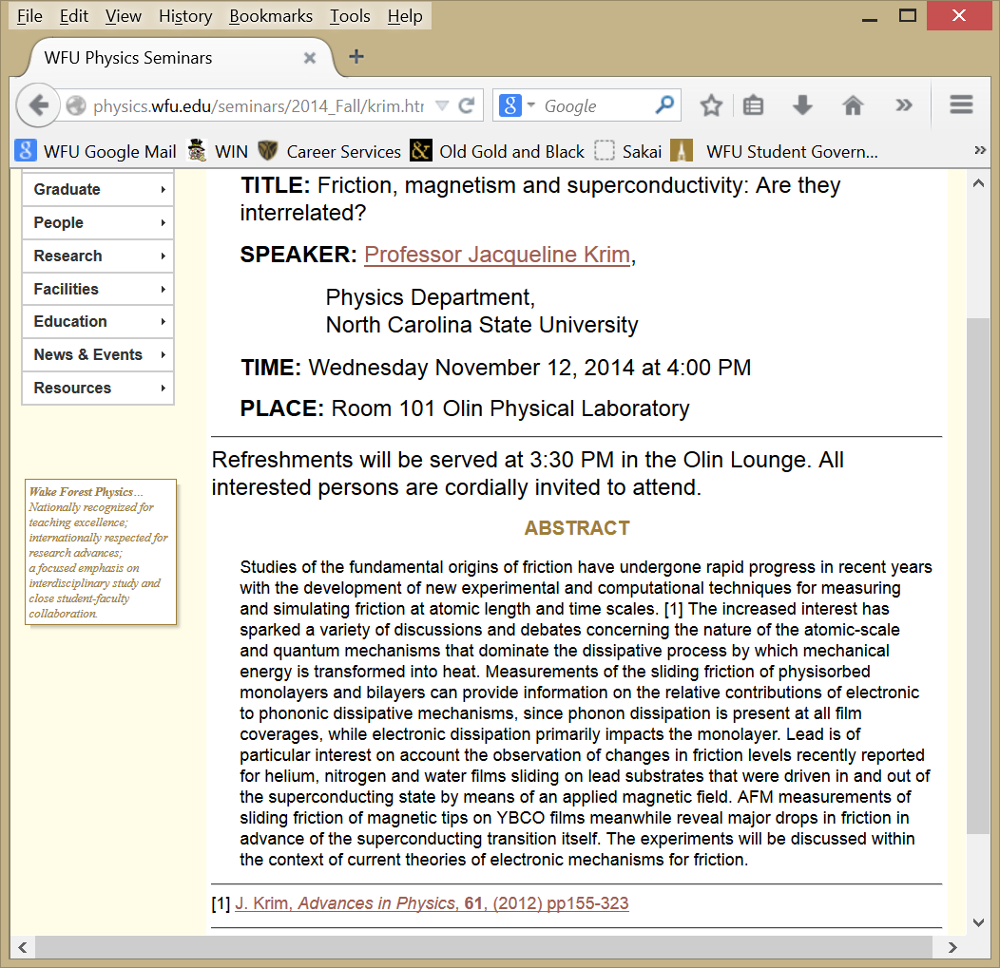 File Edit View History Bookmarks Tools Help
WFU Physics Seminars
physics.wfu.edu/seminars/2014_Fall/krim.htr
Google
WFU Google Mail WIN Career Services Old Gold and Black Sakai WFU Student Govern...
Graduate
People
Research
Facilities
Education
News & Events
Resources
Wake Forest Physics...
Nationally recognized for
teaching excellence;
internationally respected for
research advances;
a focused emphasis on
interdisciplinary study and
close student-faculty
collaboration.
TITLE: Friction, magnetism and superconductivity: Are they
interrelated?
SPEAKER: Professor Jacqueline Krim,
Physics Department,
North Carolina State University
TIME: Wednesday November 12, 2014 at 4:00 PM
PLACE: Room 101 Olin Physical Laboratory
Refreshments will be served at 3:30 PM in the Olin Lounge. All
interested persons are cordially invited to attend.
ABSTRACT
Studies of the fundamental origins of friction have undergone rapid progress in recent years
with the development of new experimental and computational techniques for measuring
and simulating friction at atomic length and time scales. [1] The increased interest has
sparked a variety of discussions and debates concerning the nature of the atomic-scale
and quantum mechanisms that dominate the dissipative process by which mechanical
energy is transformed into heat. Measurements of the sliding friction of physisorbed
monolayers and bilayers can provide information on the relative contributions of electronic
to phononic dissipative mechanisms, since phonon dissipation is present at all film
coverages, while electronic dissipation primarily impacts the monolayer. Lead is of
particular interest on account the observation of changes in friction levels recently reported
for helium, nitrogen and water films sliding on lead substrates that were driven in and out of
the superconducting state by means of an applied magnetic field. AFM measurements of
sliding friction of magnetic tips on YBCO films meanwhile reveal major drops in friction in
advance of the superconducting transition itself. The experiments will be discussed within
the context of current theories of electronic mechanisms for friction.
[1] J. Krim, Advances in Physics, 61, (2012) pp155-323